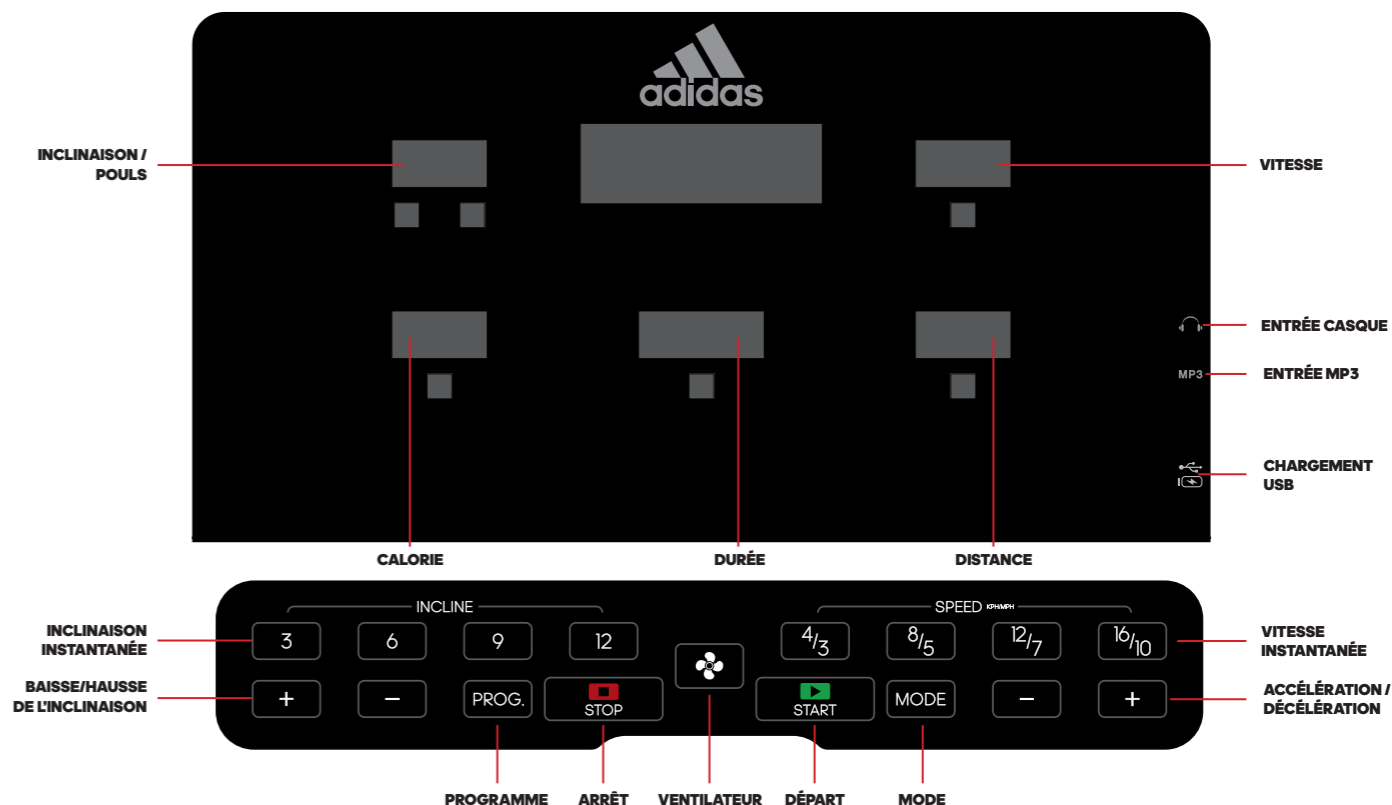 adidas
INCLINAISON /
POULS
VITESSE
ENTRÉE CASQUE
MP3
ENTRÉE MP3
CHARGEMENT
USB
CALORIE
DURÉE
DISTANCE
INCLINE
SPEED KPH/MPH
INCLINAISON
INSTANTANÉE
3 6 9 12
4/3 8/5 12/7 16/10
VITESSE
INSTANTANÉE
BAISSE/HAUSSE
DE L'INCLINAISON
+ − PROG. STOP START MODE − +
ACCÉLÉRATION /
DÉCÉLÉRATION
PROGRAMME ARRÊT VENTILATEUR DÉPART MODE